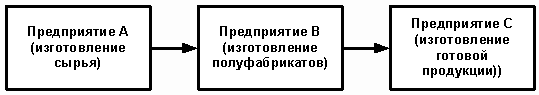 Предприятие А
(изготовление
сырья)
Предприятие В
(изготовление
полуфабрикатов)
Предприятие С
(изготовление
готовой
продукции))